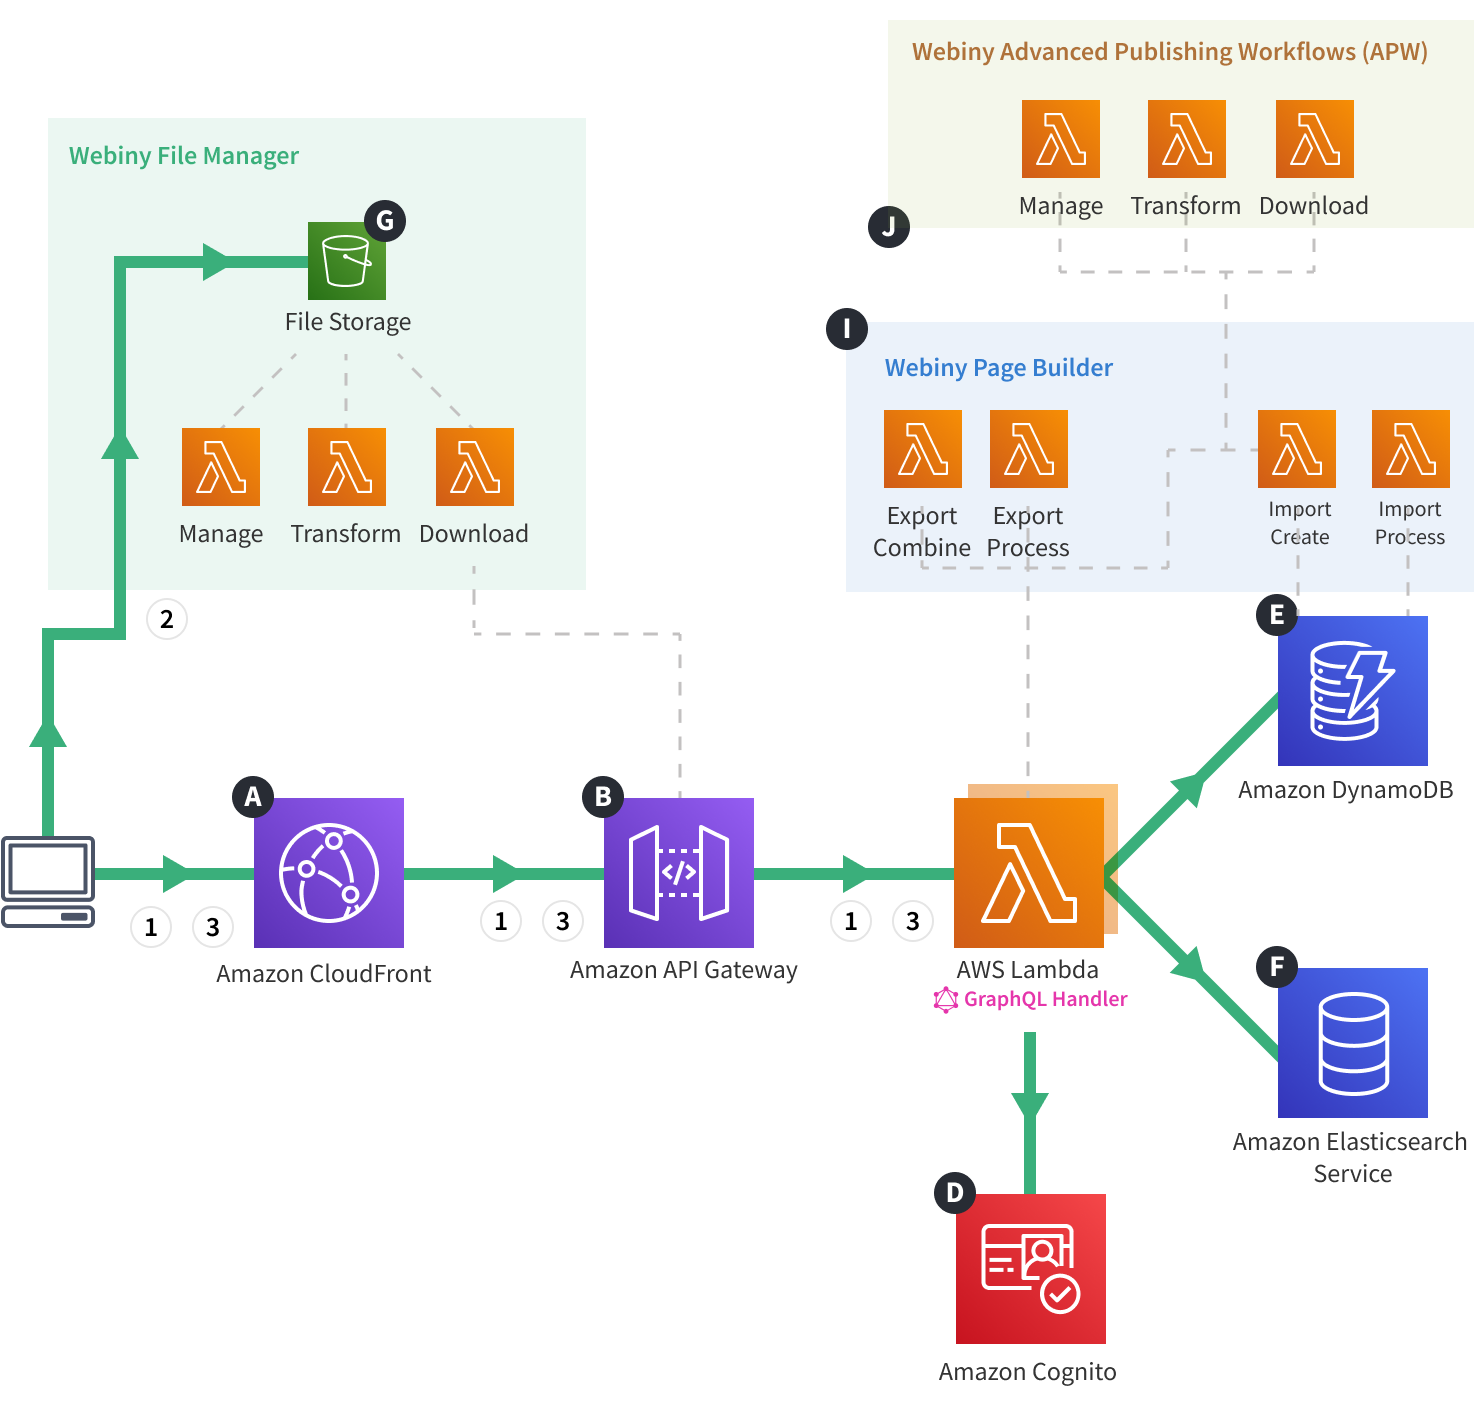 Webiny Advanced Publishing Workflows (APW)
Manage Transform Download
J
Webiny File Manager
G
File Storage
Manage Transform Download
2
I
Webiny Page Builder
Export Combine
Export Process
Import Create
Import Process
A
1 3
Amazon CloudFront
B
1 3
Amazon API Gateway
</>
1 3
AWS Lambda
GraphQL Handler
E
Amazon DynamoDB
F
Amazon Elasticsearch
Service
D
Amazon Cognito